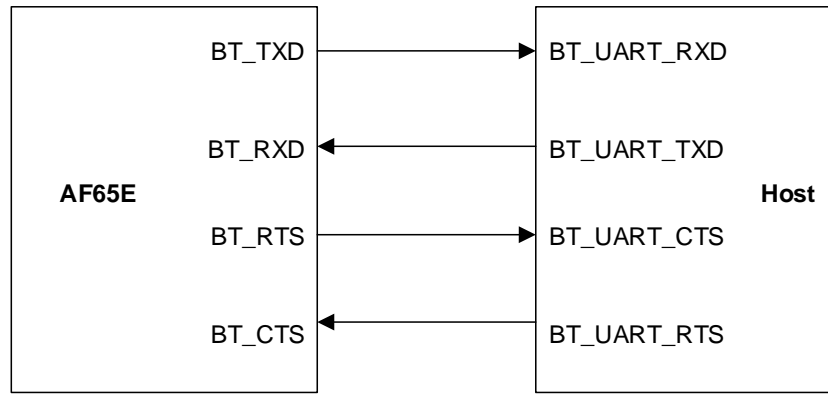 BT_TXD BT_UART_RXD
BT_RXD BT_UART_TXD
AF65E Host
BT_RTS BT_UART_CTS
BT_CTS BT_UART_RTS